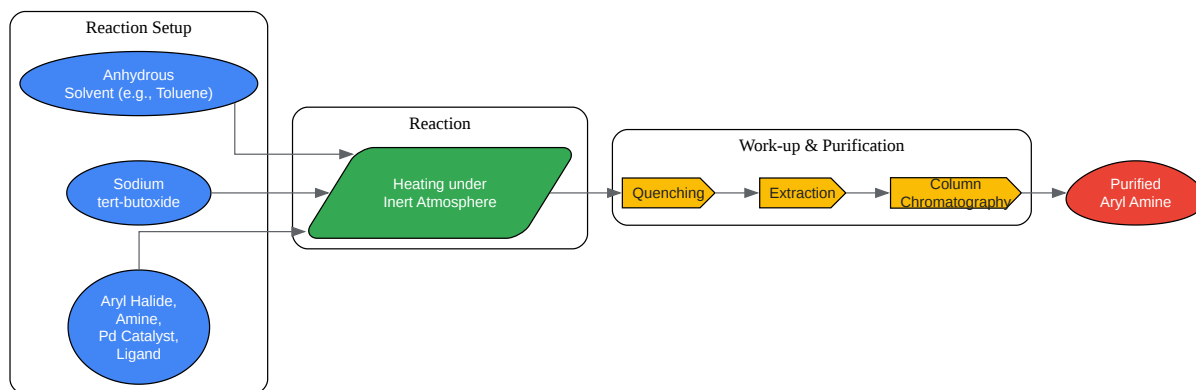 Reaction Setup
Anhydrous
Solvent (e.g., Toluene)
Sodium
tert-butoxide
Aryl Halide,
Amine,
Pd Catalyst,
Ligand
Reaction
Heating under
Inert Atmosphere
Work-up & Purification
Quenching
Extraction
Column
Chromatography
Purified
Aryl Amine